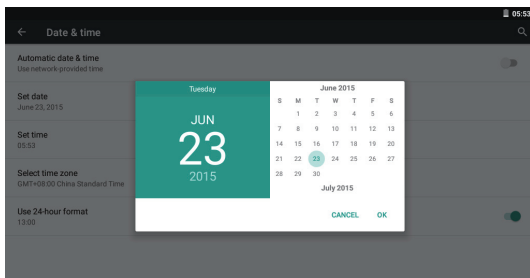 05:53
Date & time
Automatic date & time
Use network-provided time
Set date
June 23, 2015
Set time
05:53
Select time zone
GMT+08:00 China Standard Time
Use 24-hour format
13:00
Tuesday
JUN
23
2015
June 2015
S M T W T F S
1 2 3 4 5 6
7 8 9 10 11 12 13
14 15 16 17 18 19 20
21 22 23 24 25 26 27
28 29 30
July 2015
CANCEL OK